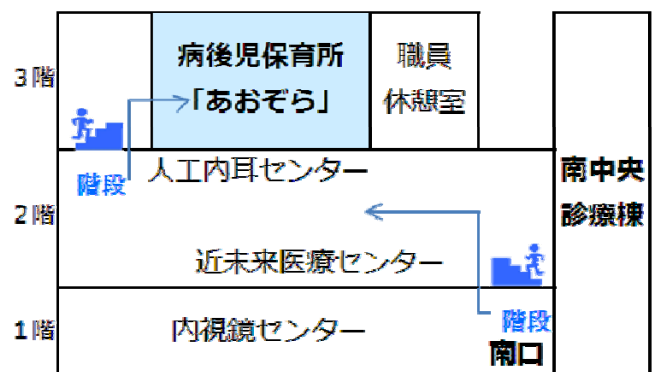 3階
病後児保育所
「あおぞら」
職員
休憩室
階段
人工内耳センター
南中央
診療棟
2階
近未来医療センター
1階
内視鏡センター
階段
南口